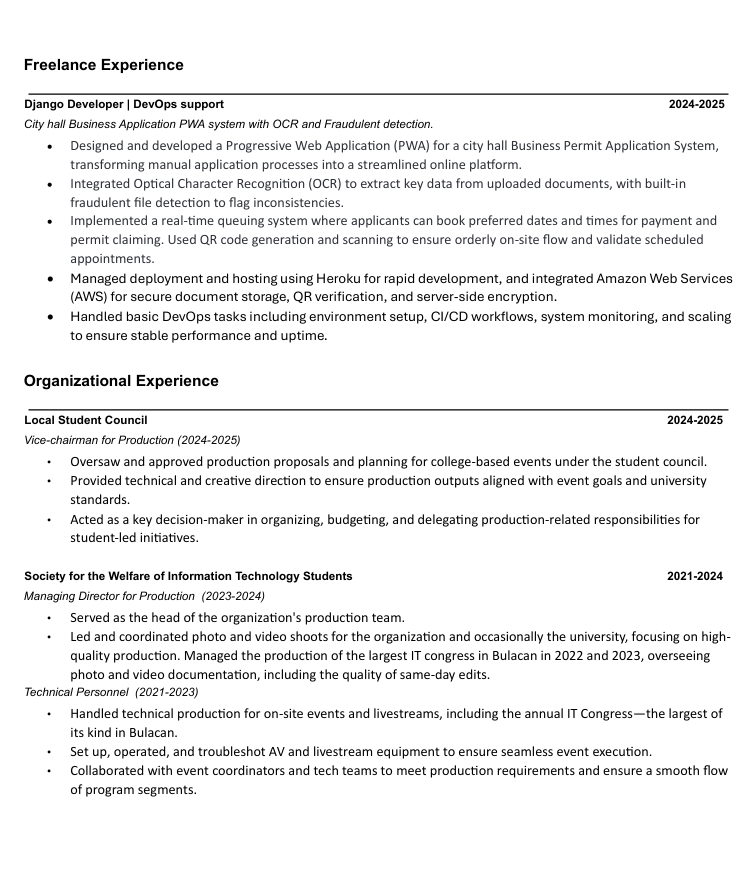 Freelance Experience
Django Developer | DevOps support 2024-2025
City hall Business Application PWA system with OCR and Fraudulent detection.
• Designed and developed a Progressive Web Application (PWA) for a city hall Business Permit Application System,
transforming manual application processes into a streamlined online platform.
• Integrated Optical Character Recognition (OCR) to extract key data from uploaded documents, with built-in
fraudulent file detection to flag inconsistencies.
• Implemented a real-time queuing system where applicants can book preferred dates and times for payment and
permit claiming. Used QR code generation and scanning to ensure orderly on-site flow and validate scheduled
appointments.
• Managed deployment and hosting using Heroku for rapid development, and integrated Amazon Web Services
(AWS) for secure document storage, QR verification, and server-side encryption.
• Handled basic DevOps tasks including environment setup, CI/CD workflows, system monitoring, and scaling
to ensure stable performance and uptime.
Organizational Experience
Local Student Council 2024-2025
Vice-chairman for Production (2024-2025)
• Oversaw and approved production proposals and planning for college-based events under the student council.
• Provided technical and creative direction to ensure production outputs aligned with event goals and university
standards.
• Acted as a key decision-maker in organizing, budgeting, and delegating production-related responsibilities for
student-led initiatives.
Society for the Welfare of Information Technology Students 2021-2024
Managing Director for Production (2023-2024)
• Served as the head of the organization's production team.
• Led and coordinated photo and video shoots for the organization and occasionally the university, focusing on high-
quality production. Managed the production of the largest IT congress in Bulacan in 2022 and 2023, overseeing
photo and video documentation, including the quality of same-day edits.
Technical Personnel (2021-2023)
• Handled technical production for on-site events and livestreams, including the annual IT Congress—the largest of
its kind in Bulacan.
• Set up, operated, and troubleshot AV and livestream equipment to ensure seamless event execution.
• Collaborated with event coordinators and tech teams to meet production requirements and ensure a smooth flow
of program segments.